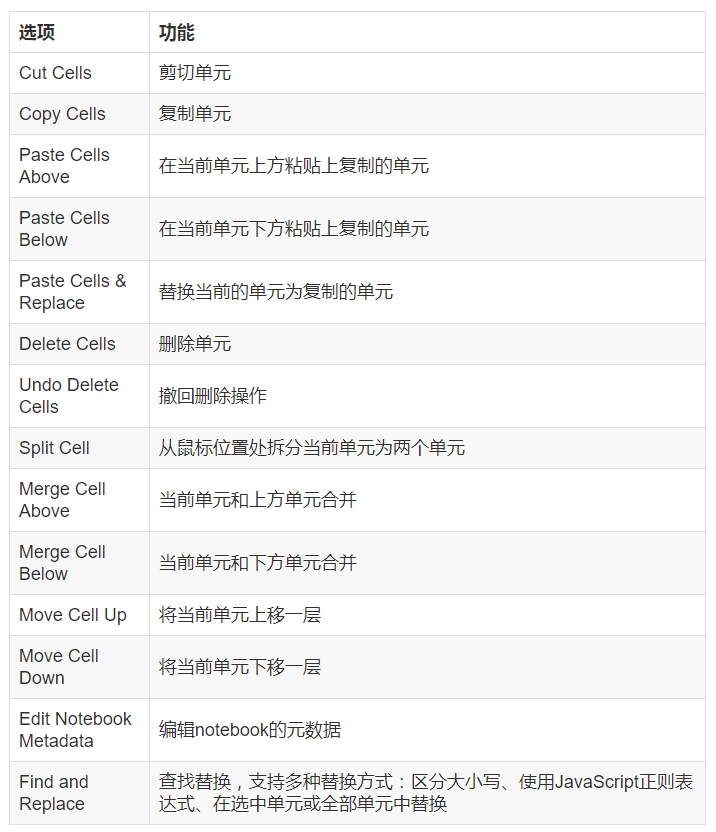 选项 功能
Cut Cells 剪切单元
Copy Cells 复制单元
Paste Cells
Above
在当前单元上方粘贴上复制的单元
Paste Cells
Below
在当前单元下方粘贴上复制的单元
Paste Cells &
Replace
替换当前的单元为复制的单元
Delete Cells 删除单元
Undo Delete
Cells
撤回删除操作
Split Cell 从鼠标位置处拆分当前单元为两个单元
Merge Cell
Above
当前单元和上方单元合并
Merge Cell
Below
当前单元和下方单元合并
Move Cell Up 将当前单元上移一层
Move Cell
Down
将当前单元下移一层
Edit Notebook
Metadata
编辑notebook的元数据
Find and
Replace
查找替换，支持多种替换方式：区分大小写、使用JavaScript正则表
达式、在选中单元或全部单元中替换